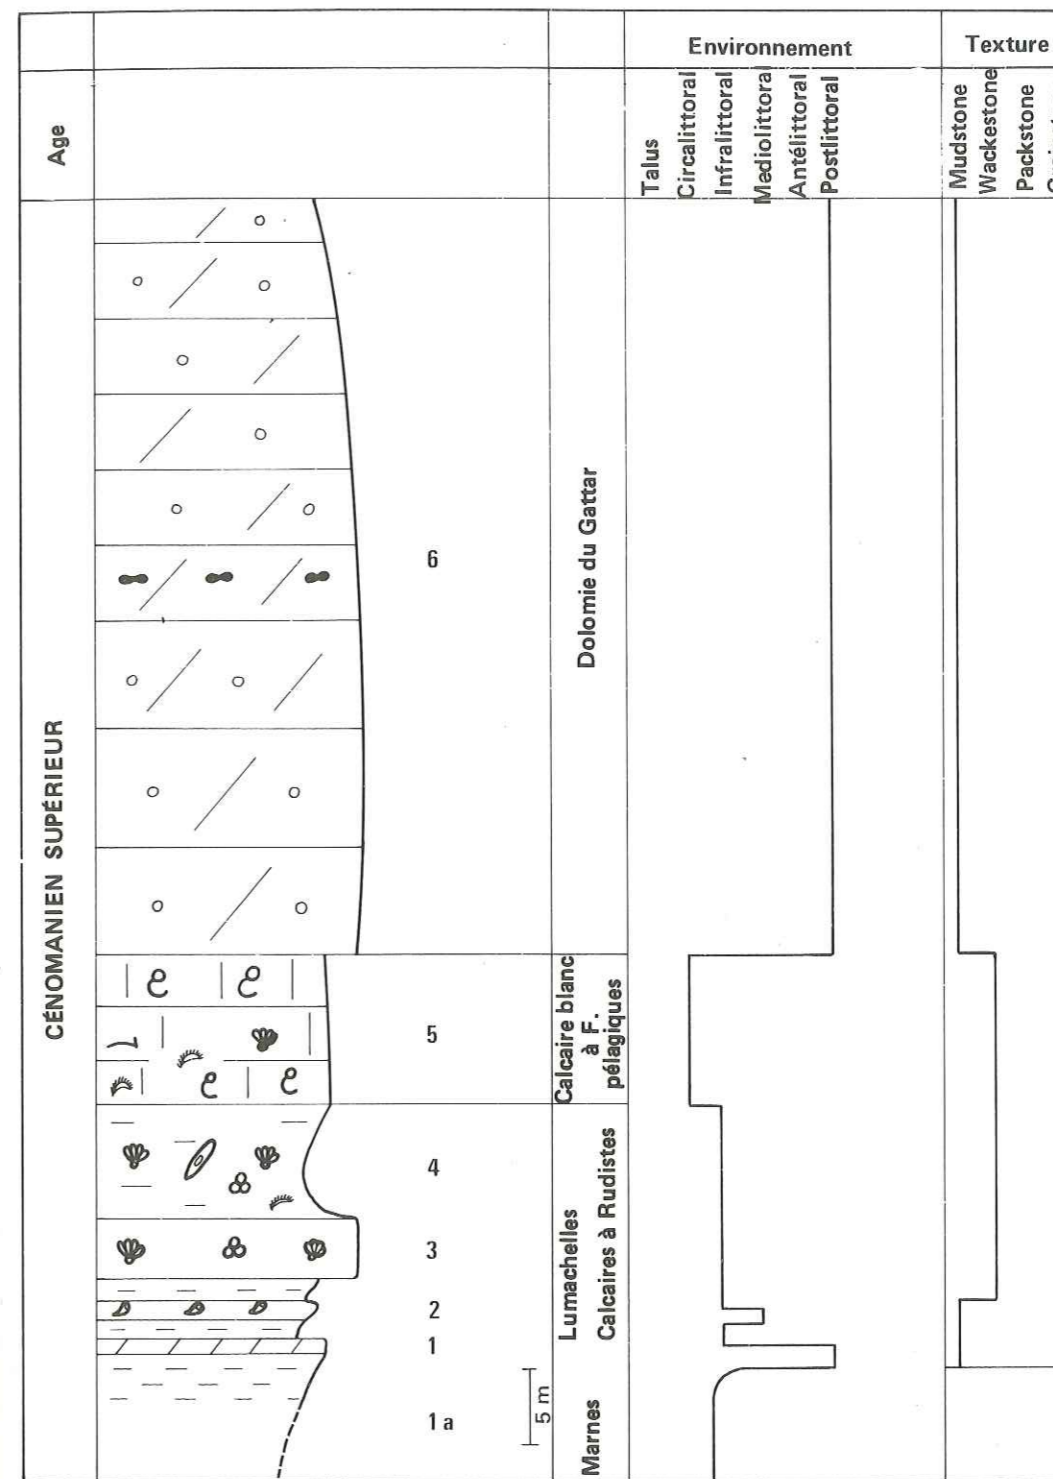 Environnement
Texture
Age
Talus
Circalittoral
Infralittoral
Mediolittoral
Antélittoral
Postlittoral
Mudstone
Wackestone
Packstone
CÉNOMANIEN SUPÉRIEUR
6
Dolomie du Gattar
5
Calcaire blanc
à F.
pélagiques
4
3
2
1
Lumachelles
Calcaires à Rudistes
1 a
5 m
Marnes